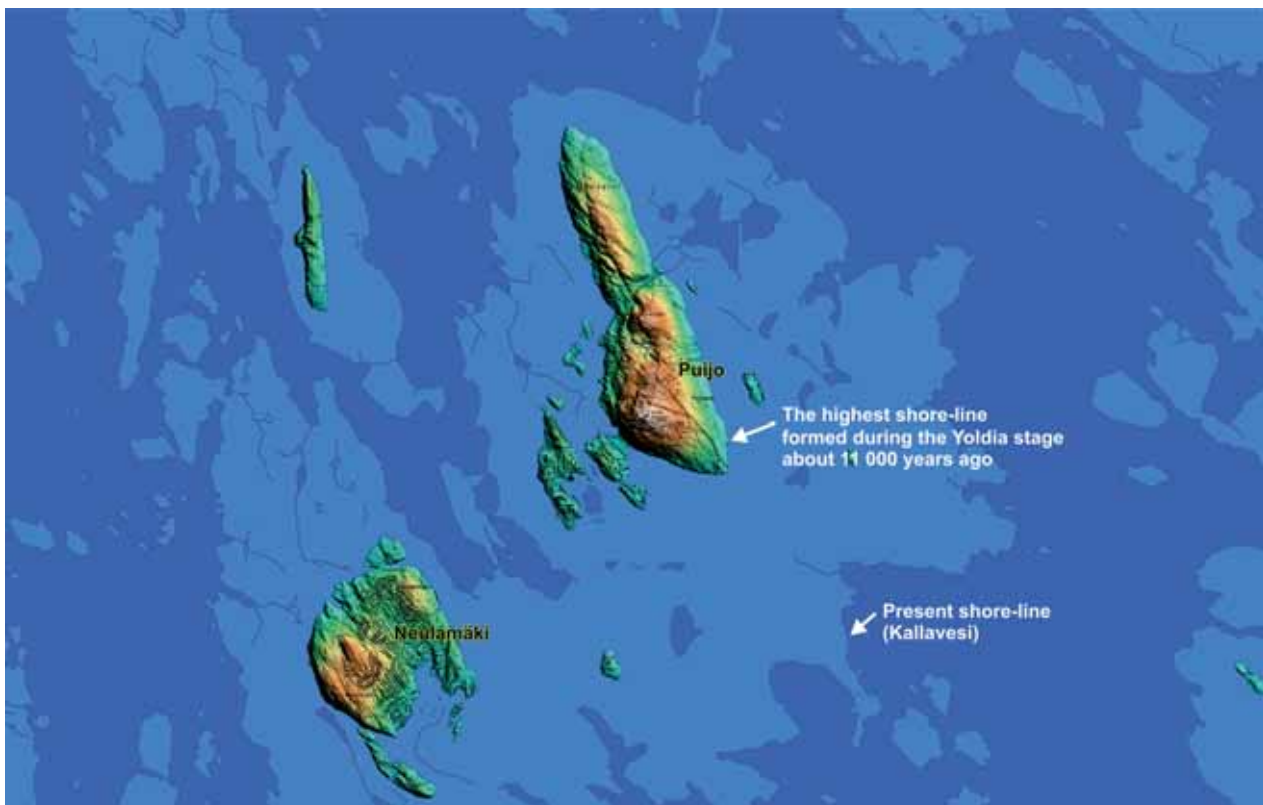 Puijo
The highest shore-line
formed during the Yoldia stage
about 11 000 years ago
Present shore-line
(Kallavesi)
Neulamäki